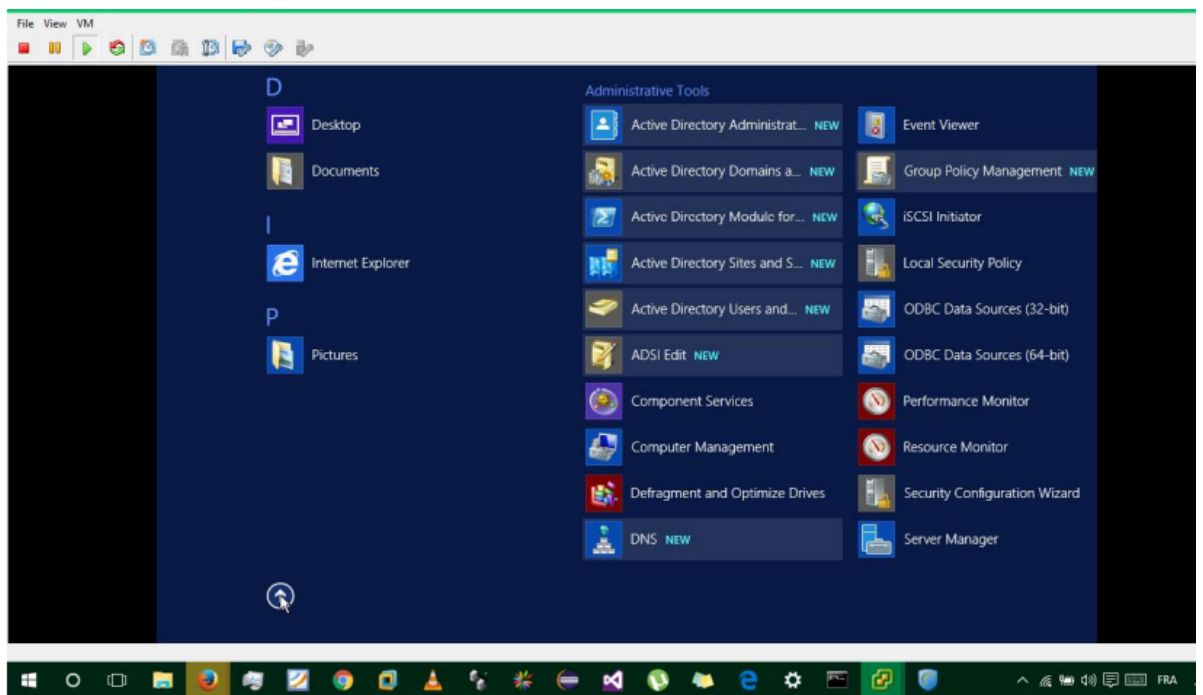 File View VM
D
Desktop
Documents
I
Internet Explorer
P
Pictures
Administrative Tools
Active Directory Administrat... NEW
Active Directory Domains a... NEW
Active Directory Module for... NEW
Active Directory Sites and S... NEW
Active Directory Users and... NEW
ADSI Edit NEW
Component Services
Computer Management
Defragment and Optimize Drives
DNS NEW
Event Viewer
Group Policy Management NEW
iSCSI Initiator
Local Security Policy
ODBC Data Sources (32-bit)
ODBC Data Sources (64-bit)
Performance Monitor
Resource Monitor
Security Configuration Wizard
Server Manager
FRA